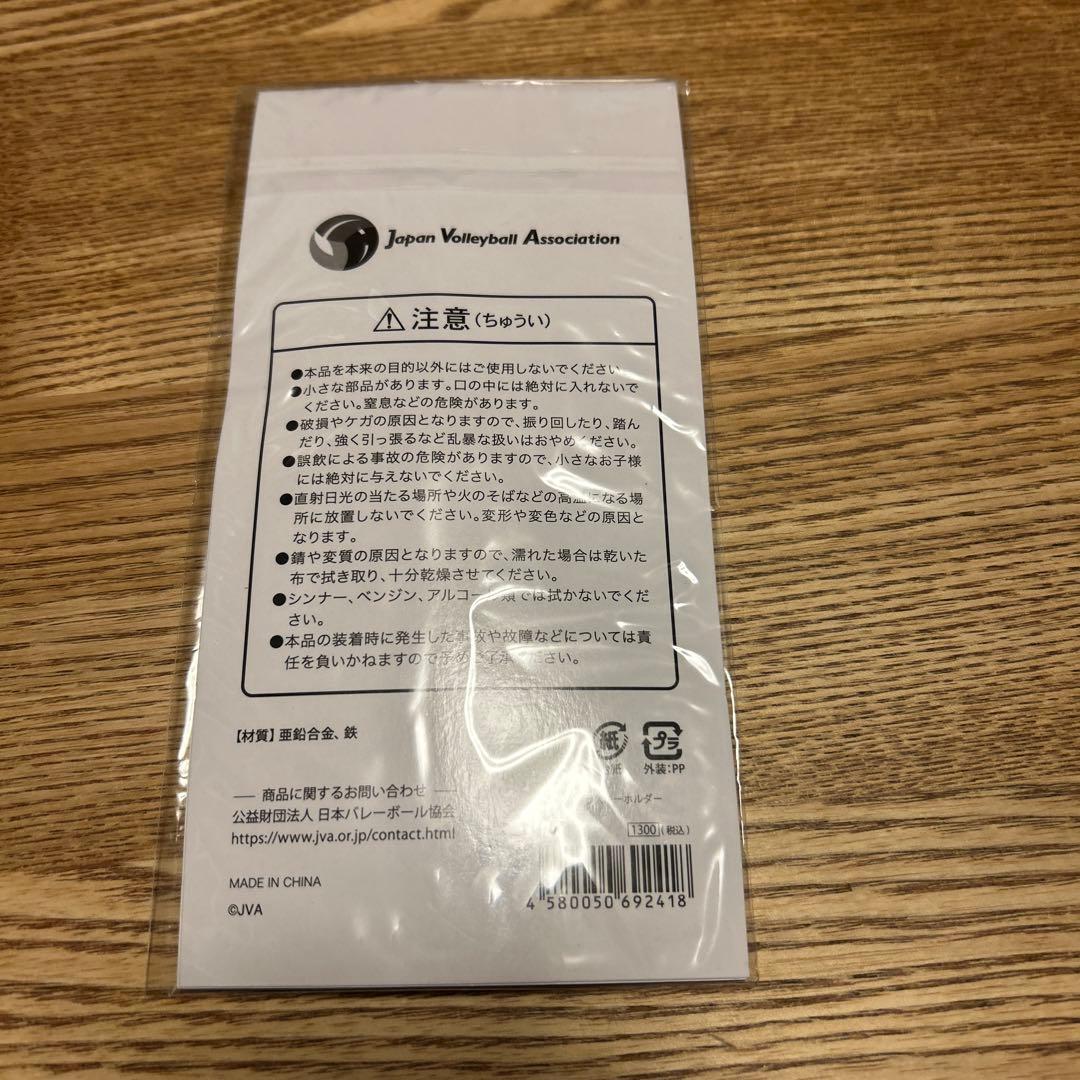 Japan Volleyball Association
注意(ちゅうい)
●本品を本来の目的以外にはご使用しないでください
●小さな部品があります。口の中には絶対に入れないで
ください。窒息などの危険があります。
●破損やケガの原因となりますので、振り回したり、踏ん
だり、強く引っ張るなど乱暴な扱いはおやめください。
●誤飲による事故の危険がありますので、小さなお子様
には絶対に与えないでください。
●直射日光の当たる場所や火のそばなどの高温になる場
所に放置しないでください。変形や変色などの原因と
なります。
●錆や変質の原因となりますので、濡れた場合は乾いた
布で拭き取り、十分乾燥させてください。
●シンナー、ベンジン、アルコール類では拭かないでくだ
さい。
●本品の装着時に発生した事故や故障などについては責
任を負いかねますので予めご了承ください。
【材質】亜鉛合金、鉄
紙
紙
プラ
外装:PP
商品に関するお問い合わせ
公益財団法人 日本バレーボール協会
https://www.jva.or.jp/contact.html
ーホルダー
1300(税込)
MADE IN CHINA
©JVA
4 580050 692418